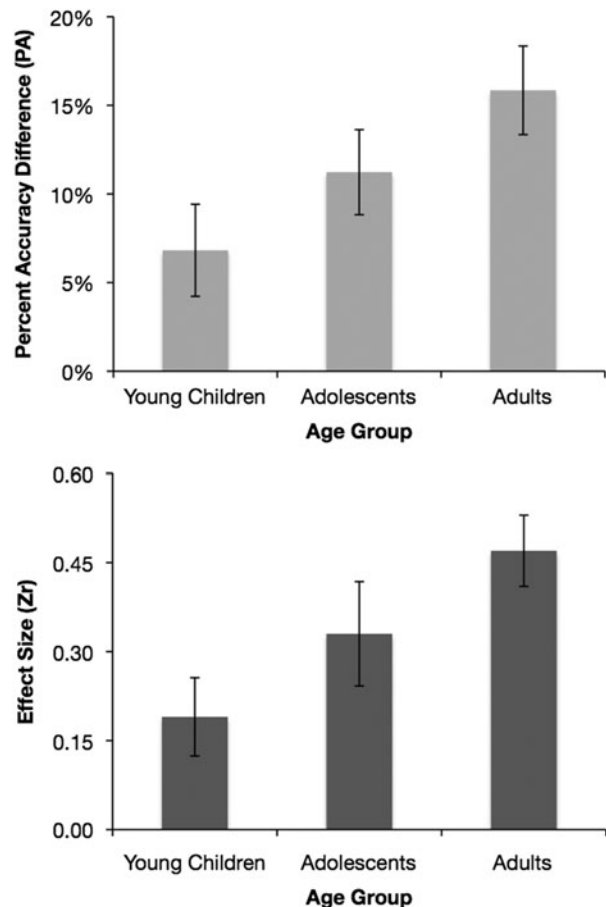 Percent Accuracy Difference (PA)
20%
15%
10%
5%
0%
Young Children
Adolescents
Adults
Age Group
Effect Size (Zr)
0.60
0.45
0.30
0.15
0.00
Young Children
Adolescents
Adults
Age Group